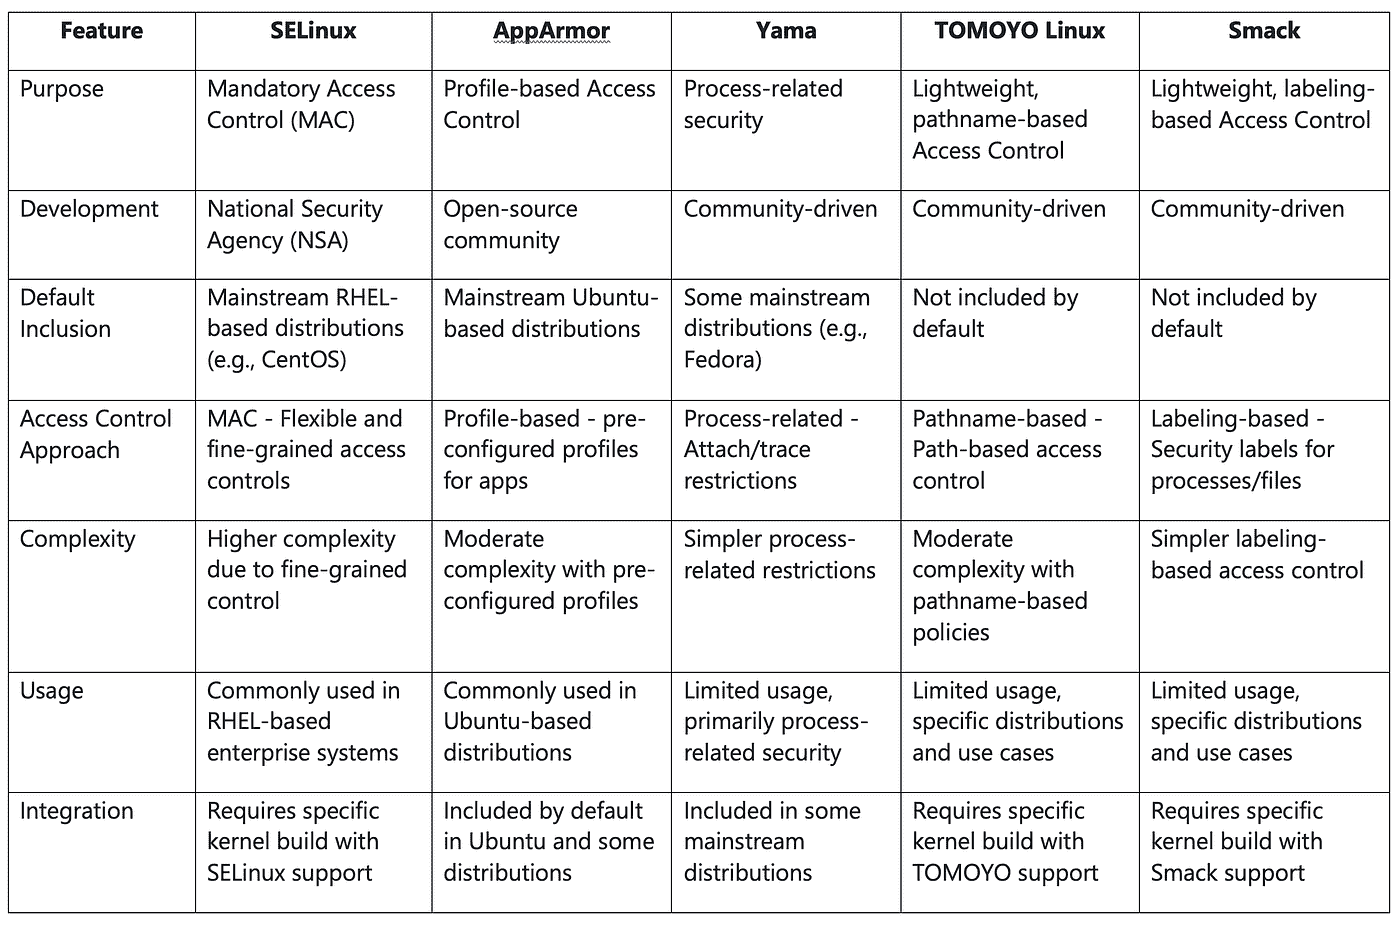 Feature
SELinux
AppArmor
Yama
TOMOYO Linux
Smack
Purpose
Mandatory Access
Control (MAC)
Profile-based Access
Control
Process-related
security
Lightweight,
pathname-based
Access Control
Lightweight, labeling-
based Access Control
Development
National Security
Agency (NSA)
Open-source
community
Community-driven
Community-driven
Community-driven
Default
Inclusion
Mainstream RHEL-
based distributions
(e.g., CentOS)
Mainstream Ubuntu-
based distributions
Some mainstream
distributions (e.g.,
Fedora)
Not included by
default
Not included by
default
Access Control
Approach
MAC - Flexible and
fine-grained access
controls
Profile-based - pre-
configured profiles
for apps
Process-related -
Attach/trace
restrictions
Pathname-based -
Path-based access
control
Labeling-based -
Security labels for
processes/files
Complexity
Higher complexity
due to fine-grained
control
Moderate
complexity with pre-
configured profiles
Simpler process-
related restrictions
Moderate
complexity with
pathname-based
policies
Simpler labeling-
based access control
Usage
Commonly used in
RHEL-based
enterprise systems
Commonly used in
Ubuntu-based
distributions
Limited usage,
primarily process-
related security
Limited usage,
specific distributions
and use cases
Limited usage,
specific distributions
and use cases
Integration
Requires specific
kernel build with
SELinux support
Included by default
in Ubuntu and some
distributions
Included in some
mainstream
distributions
Requires specific
kernel build with
TOMOYO support
Requires specific
kernel build with
Smack support